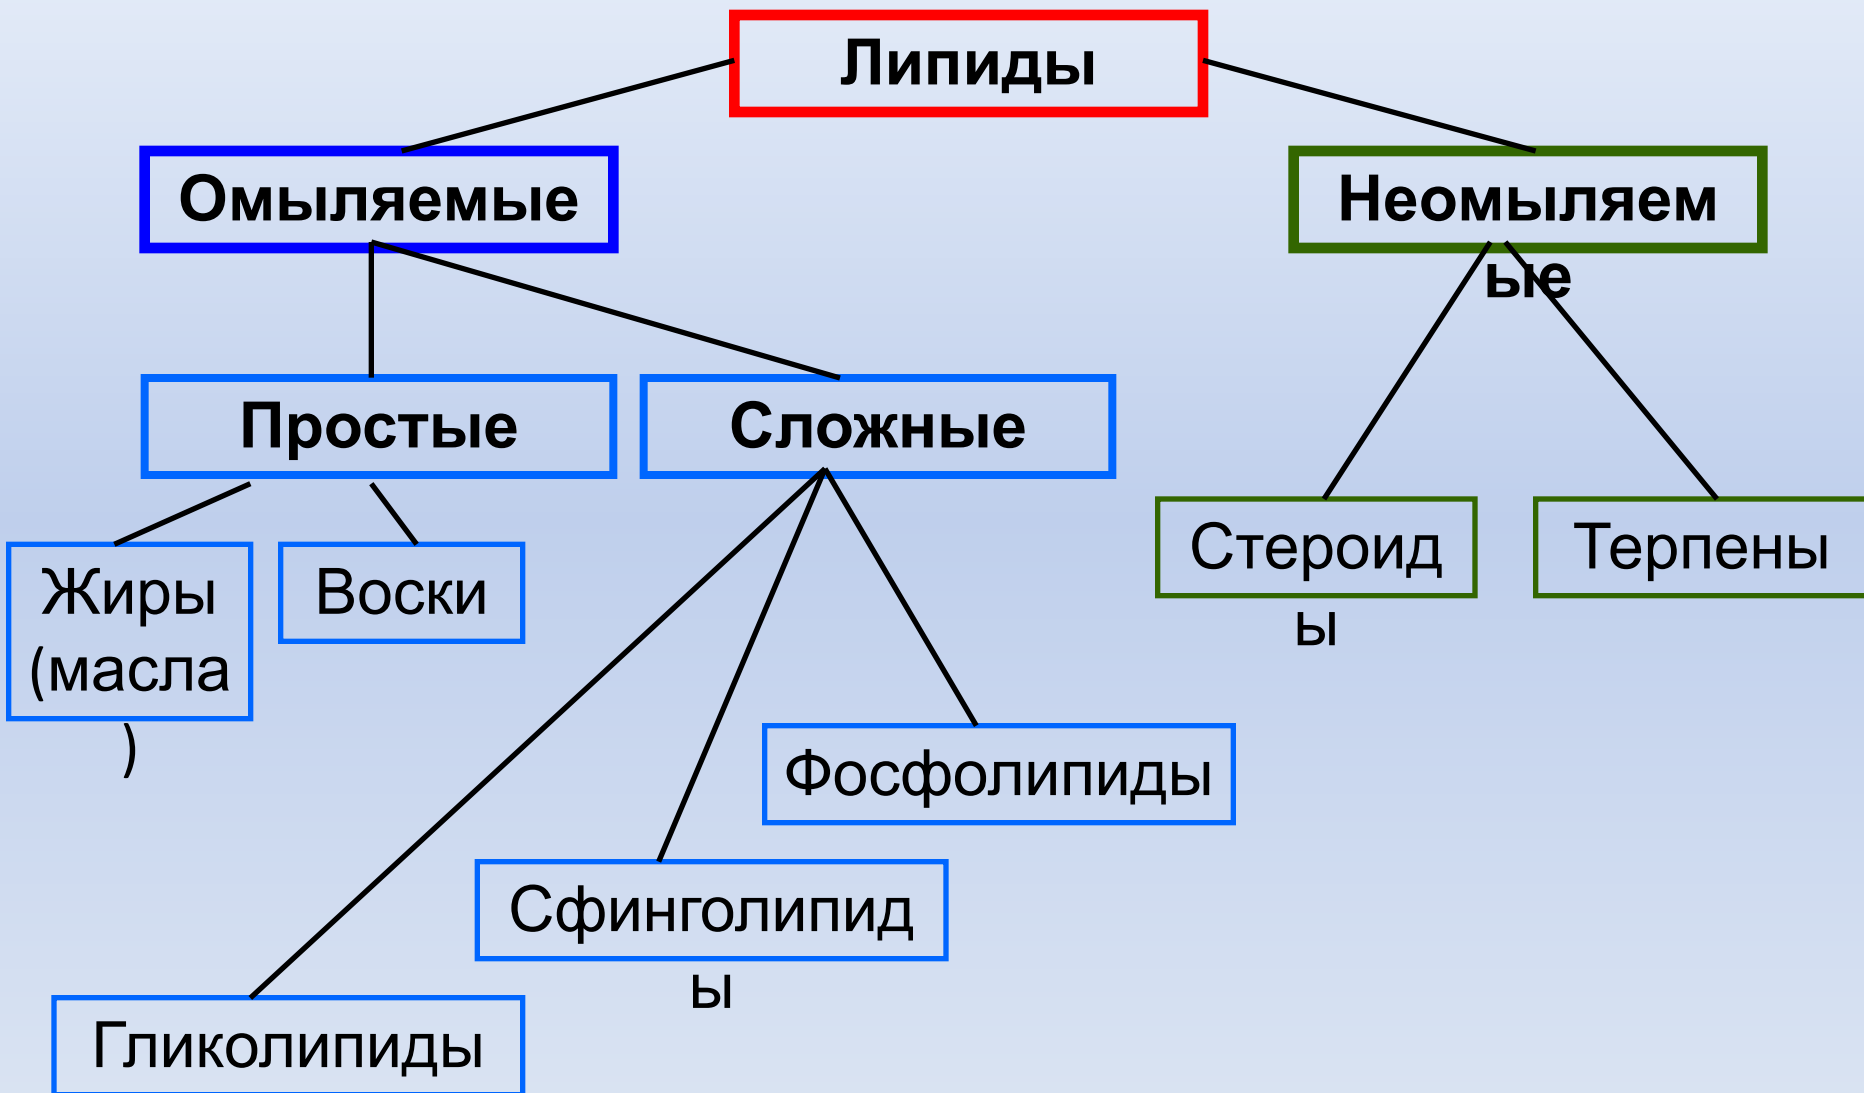 Липиды
Омыляемые
Неомыляем
ые
Простые
Сложные
Жиры
(масла
)
Воски
Стероид
ы
Терпены
Фосфолипиды
Сфинголипид
ы
Гликолипиды